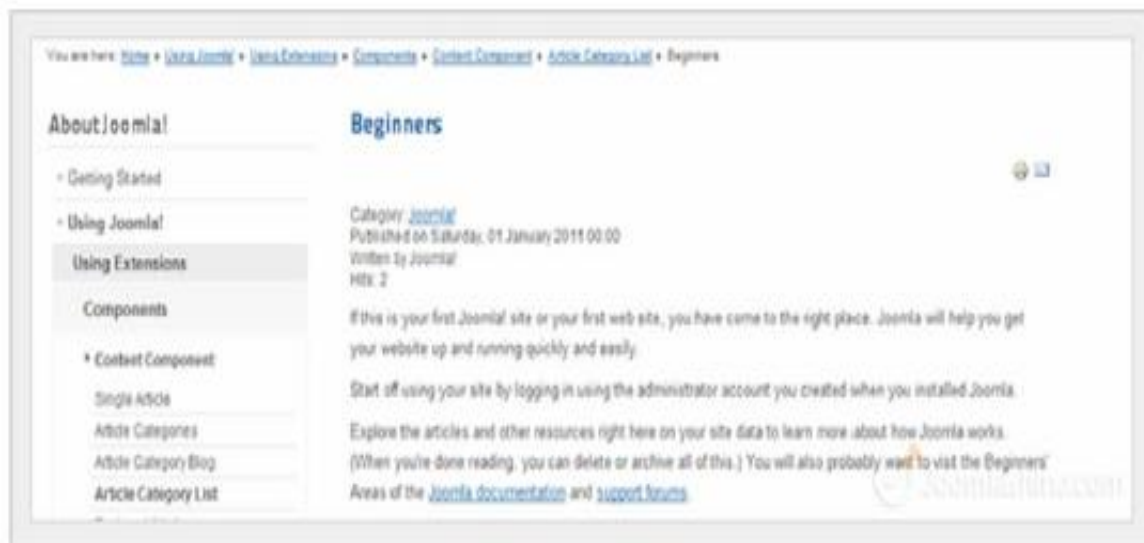 You are here: Home Using Joomla! Using Extensions Components Content Component Article Category List Beginners
About Joomla!
Getting Started
Using Joomla!
Using Extensions
Components
Content Component
Single Article
Article Categories
Article Category Blog
Article Category List
Beginners
Category: Joomla!
Published on Saturday, 01 January 2011 00:00
Written by Joomla!
Hits: 2
If this is your first Joomla! site or your first web site, you have come to the right place. Joomla will help you get
your website up and running quickly and easily.
Start off using your site by logging in using the administrator account you created when you installed Joomla.
Explore the articles and other resources right here on your site data to learn more about how Joomla works.
(When you're done reading, you can delete or archive all of this.) You will also probably want to visit the Beginners'
Areas of the Joomla documentation and support forums.